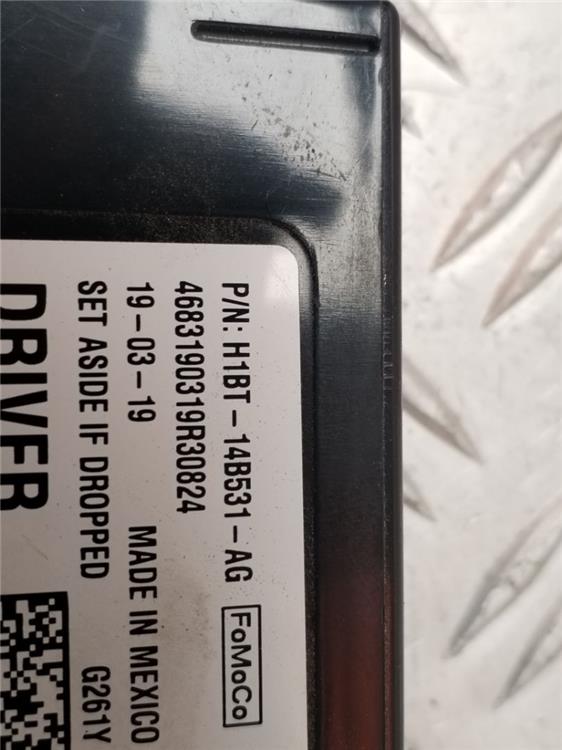 P/N: H1BT-14B531-AG FoMoCo
4683190319R30824
19-03-19 MADE IN MEXICO
SET ASIDE IF DROPPED G261Y
DRIVER